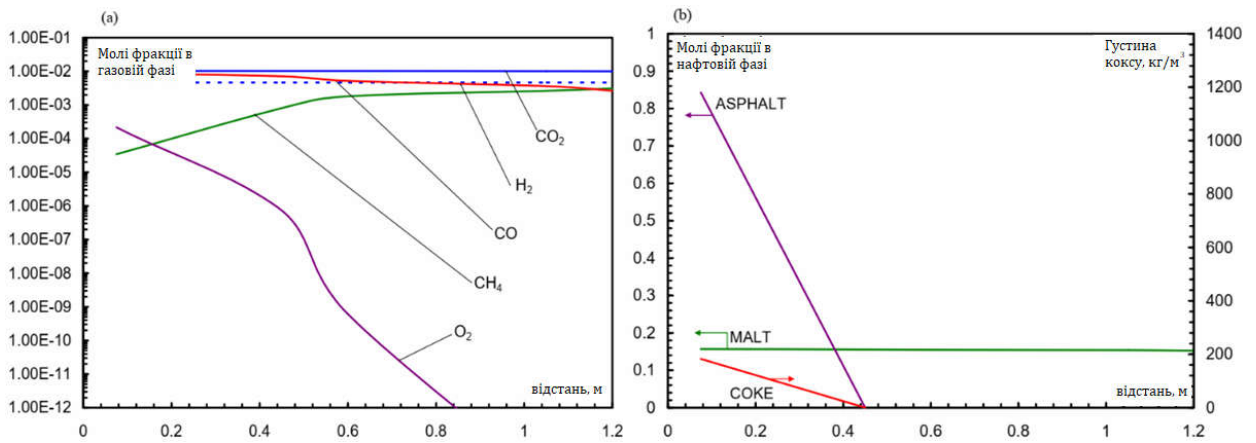 (a)
1.00E-01
1.00E-02
1.00E-03
1.00E-04
1.00E-05
1.00E-06
1.00E-07
1.00E-08
1.00E-09
1.00E-10
1.00E-11
1.00E-12
Молі фракції в
газовій фазі
CO₂
H₂
CO
CH₄
O₂
відстань, м
0
0.2
0.4
0.6
0.8
1.0
1.2
(b)
1
0.9
0.8
0.7
0.6
0.5
0.4
0.3
0.2
0.1
0
Молі фракції в
нафтовій фазі
Густина
коксу, кг/м³
ASPHALT
MALT
COKE
відстань, м
1400
1200
1000
800
600
400
200
0
0
0.2
0.4
0.6
0.8
1
1.2